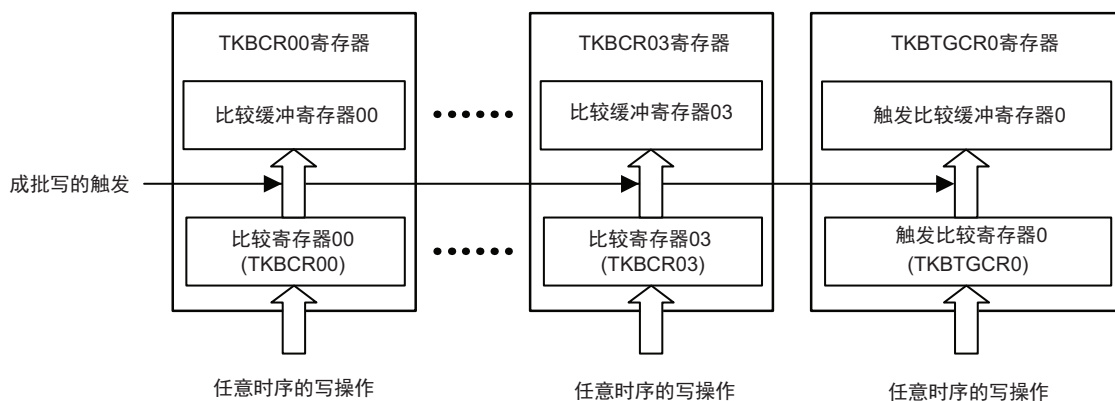 TKBCR00寄存器
TKBCR03寄存器
TKBTGCR0寄存器
比较缓冲寄存器00
••••••
比较缓冲寄存器03
触发比较缓冲寄存器0
成批写的触发
比较寄存器00
(TKBCR00)
••••••
比较寄存器03
(TKBCR03)
触发比较寄存器0
(TKBTGCR0)
任意时序的写操作
任意时序的写操作
任意时序的写操作